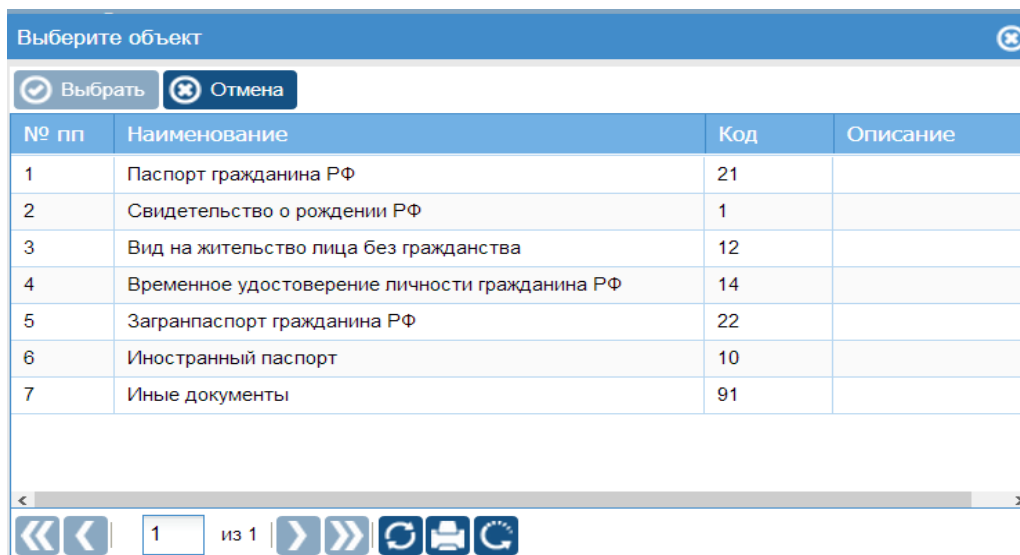 Выберите объект
Выбрать Отмена
№ пп Наименование Код Описание
1 Паспорт гражданина РФ 21
2 Свидетельство о рождении РФ 1
3 Вид на жительство лица без гражданства 12
4 Временное удостоверение личности гражданина РФ 14
5 Загранпаспорт гражданина РФ 22
6 Иностранный паспорт 10
7 Иные документы 91
1 из 1